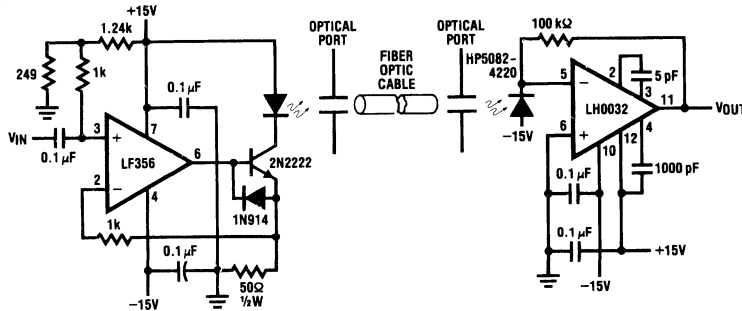 +15V
1.24k
249
1k
0.1 µF
VIN
0.1 µF
3
+
7
LF356
6
2
−
4
2N2222
1N914
1k
0.1 µF
50Ω
½W
−15V
OPTICAL
PORT
FIBER
OPTIC
CABLE
OPTICAL
PORT
HP5082-
4220
−15V
100 kΩ
5
−
2
3
5 pF
LH0032
11
VOUT
6
+
4
10
12
1000 pF
0.1 µF
0.1 µF
+15V
−15V